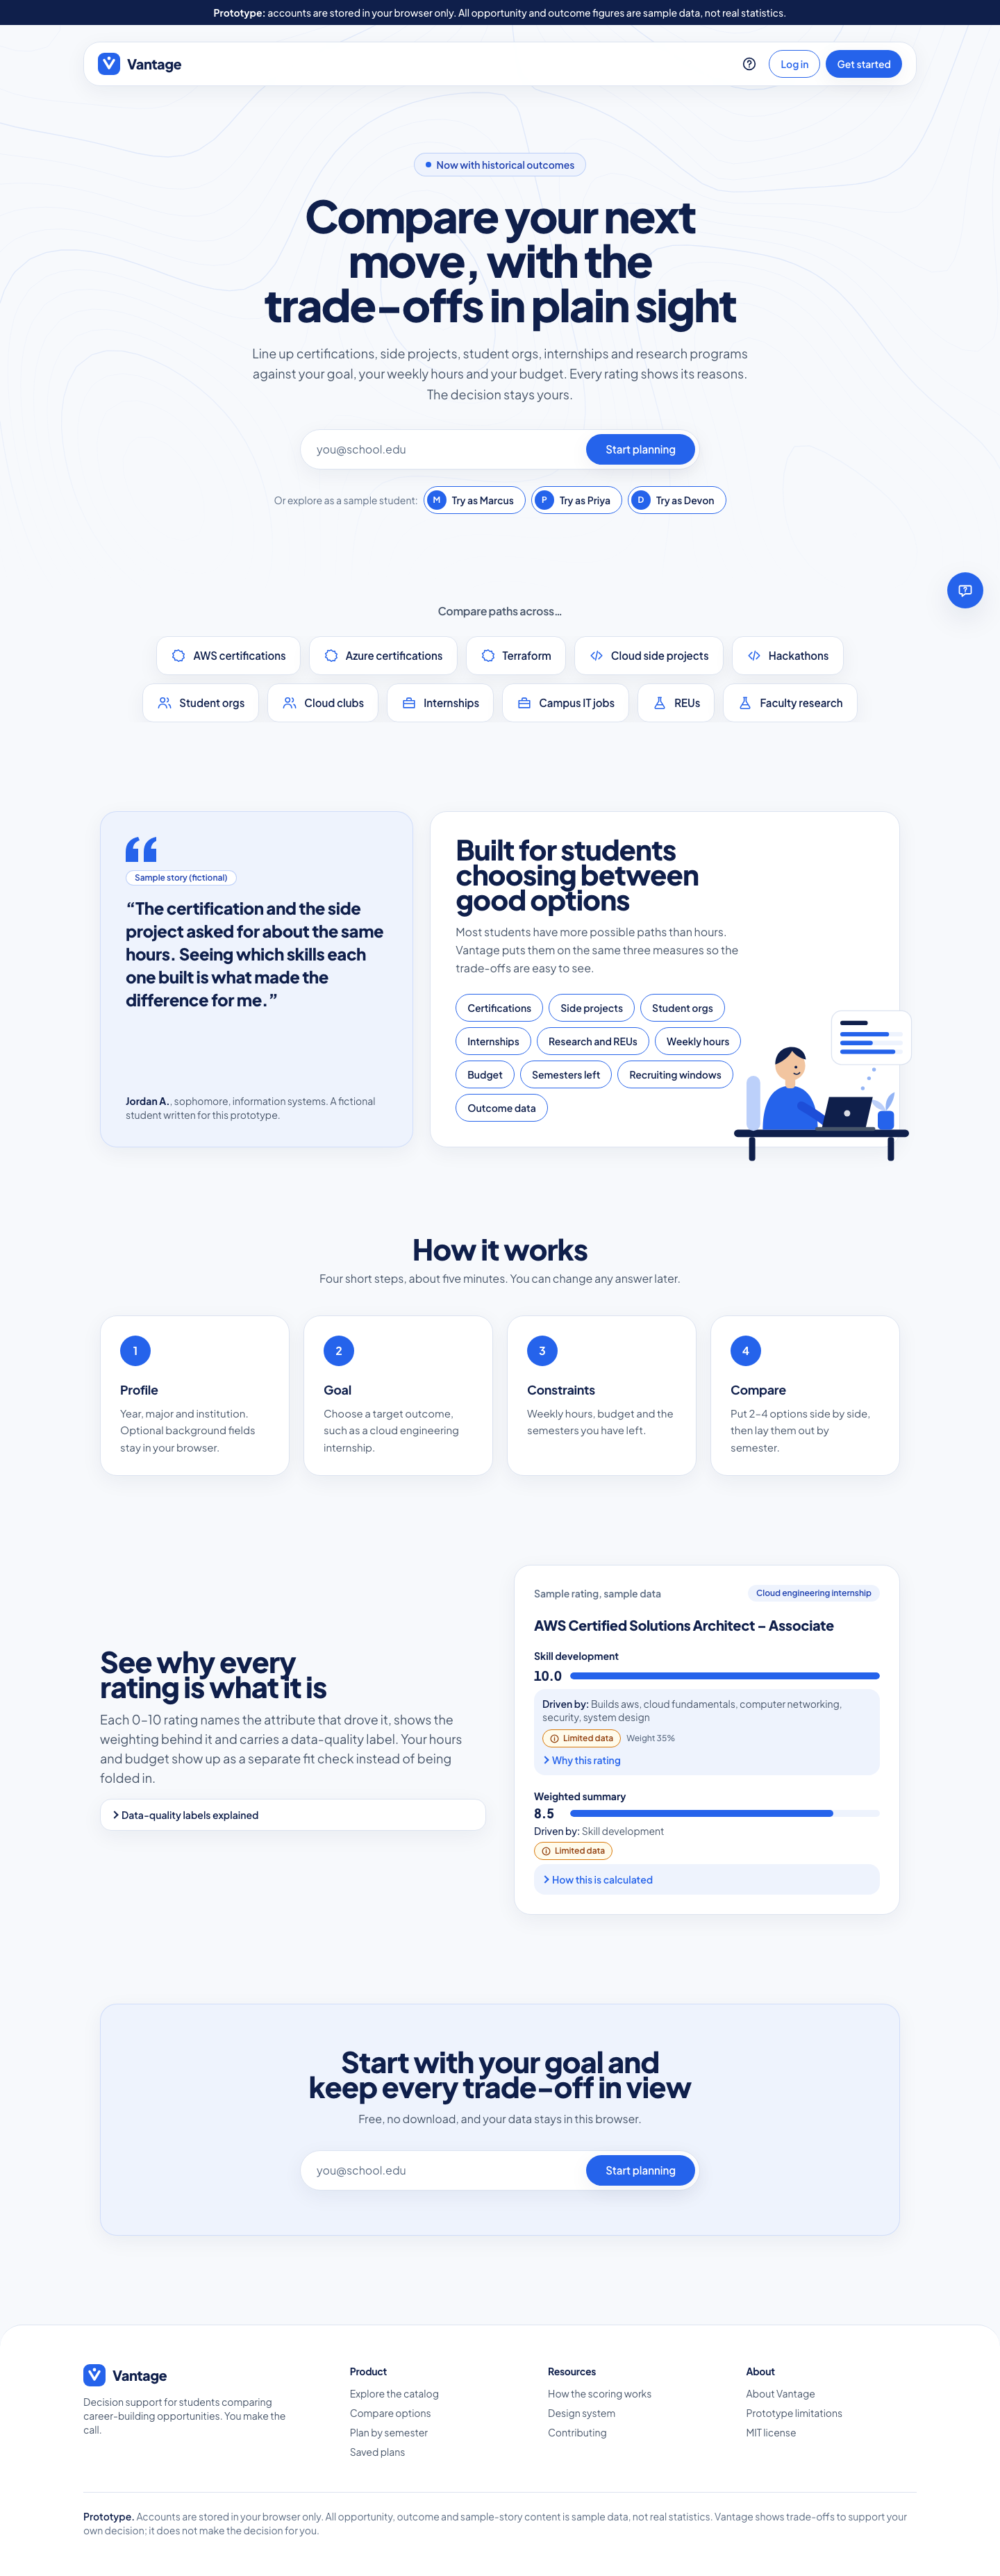 Prototype: accounts are stored in your browser only. All opportunity and outcome figures are sample data, not real statistics.
Vantage
Log in
Get started
Now with historical outcomes
Compare your next
move, with the
trade-offs in plain sight
Line up certifications, side projects, student orgs, internships and research programs
against your goal, your weekly hours and your budget. Every rating shows its reasons.
The decision stays yours.
you@school.edu
Start planning
Or explore as a sample student:
M Try as Marcus
P Try as Priya
D Try as Devon
Compare paths across...
AWS certifications
Azure certifications
Terraform
Cloud side projects
Hackathons
Student orgs
Cloud clubs
Internships
Campus IT jobs
REUs
Faculty research
Sample story (fictional)
“The certification and the side
project asked for about the same
hours. Seeing which skills each
one built is what made the
difference for me.”
Jordan A., sophomore, information systems. A fictional
student written for this prototype.
Built for students
choosing between
good options
Most students have more possible paths than hours.
Vantage puts them on the same three measures so the
trade-offs are easy to see.
Certifications
Side projects
Student orgs
Internships
Research and REUs
Weekly hours
Budget
Semesters left
Recruiting windows
Outcome data
How it works
Four short steps, about five minutes. You can change any answer later.
1
Profile
Year, major and institution.
Optional background fields
stay in your browser.
2
Goal
Choose a target outcome,
such as a cloud engineering
internship.
3
Constraints
Weekly hours, budget and the
semesters you have left.
4
Compare
Put 2–4 options side by side,
then lay them out by
semester.
See why every
rating is what it is
Each 0–10 rating names the attribute that drove it, shows the
weighting behind it and carries a data-quality label. Your hours
and budget show up as a separate fit check instead of being
folded in.
Data-quality labels explained
Sample rating, sample data
Cloud engineering internship
AWS Certified Solutions Architect – Associate
Skill development
10.0
Driven by: Builds aws, cloud fundamentals, computer networking,
security, system design
Limited data
Weight 35%
Why this rating
Weighted summary
8.5
Driven by: Skill development
Limited data
How this is calculated
Start with your goal and
keep every trade-off in view
Free, no download, and your data stays in this browser.
you@school.edu
Start planning
Vantage
Decision support for students comparing
career-building opportunities. You make the
call.
Product
Explore the catalog
Compare options
Plan by semester
Saved plans
Resources
How the scoring works
Design system
Contributing
About
About Vantage
Prototype limitations
MIT license
Prototype. Accounts are stored in your browser only. All opportunity, outcome and sample-story content is sample data, not real statistics. Vantage shows trade-offs to support your
own decision; it does not make the decision for you.